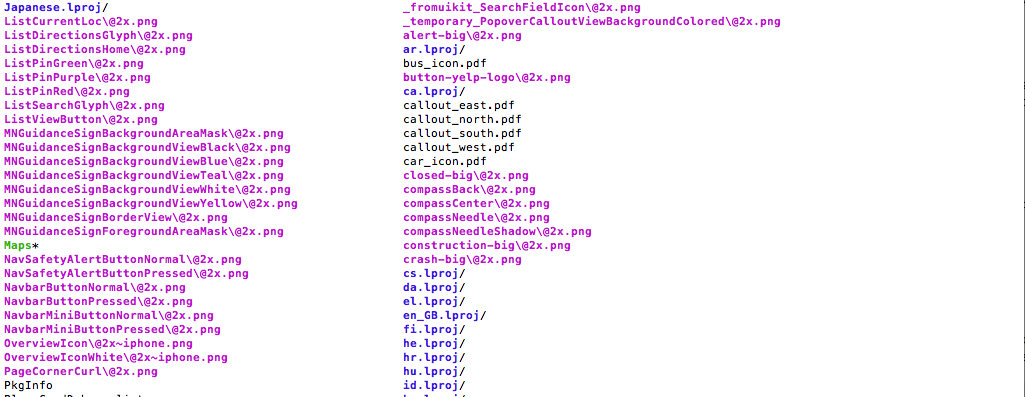 Japanese.lproj/
ListCurrentLoc\@2x.png
ListDirectionsGlyph\@2x.png
ListDirectionsHome\@2x.png
ListPinGreen\@2x.png
ListPinPurple\@2x.png
ListPinRed\@2x.png
ListSearchGlyph\@2x.png
ListViewButton\@2x.png
MNGuidanceSignBackgroundAreaMask\@2x.png
MNGuidanceSignBackgroundViewBlack\@2x.png
MNGuidanceSignBackgroundViewBlue\@2x.png
MNGuidanceSignBackgroundViewTeal\@2x.png
MNGuidanceSignBackgroundViewWhite\@2x.png
MNGuidanceSignBackgroundViewYellow\@2x.png
MNGuidanceSignBorderView\@2x.png
MNGuidanceSignForegroundAreaMask\@2x.png
Maps*
NavSafetyAlertButtonNormal\@2x.png
NavSafetyAlertButtonPressed\@2x.png
NavbarButtonNormal\@2x.png
NavbarButtonPressed\@2x.png
NavbarMiniButtonNormal\@2x.png
NavbarMiniButtonPressed\@2x.png
OverviewIcon\@2x~iphone.png
OverviewIconWhite\@2x~iphone.png
PageCornerCurl\@2x.png
PkgInfo
_fromuikit_SearchFieldIcon\@2x.png
_temporary_PopoverCalloutViewBackgroundColored\@2x.png
alert-big\@2x.png
ar.lproj/
bus_icon.pdf
button-yelp-logo\@2x.png
ca.lproj/
callout_east.pdf
callout_north.pdf
callout_south.pdf
callout_west.pdf
car_icon.pdf
closed-big\@2x.png
compassBack\@2x.png
compassCenter\@2x.png
compassNeedle\@2x.png
compassNeedleShadow\@2x.png
construction-big\@2x.png
crash-big\@2x.png
cs.lproj/
da.lproj/
el.lproj/
en_GB.lproj/
fi.lproj/
he.lproj/
hr.lproj/
hu.lproj/
id.lproj/